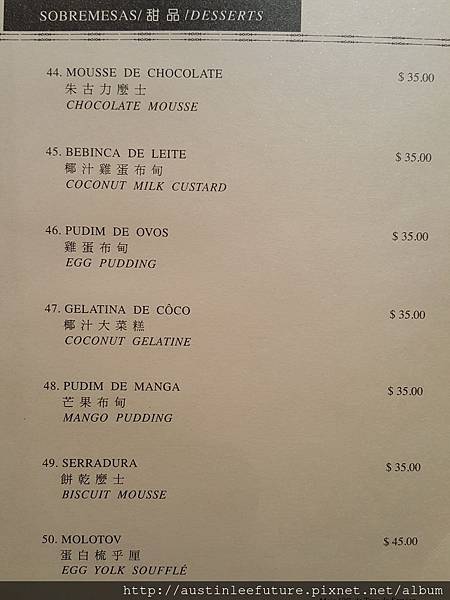 SOBREMESAS/甜品/DESSERTS
44. MOUSSE DE CHOCOLATE $ 35.00
朱古力麼士
CHOCOLATE MOUSSE
45. BEBINCA DE LEITE $ 35.00
椰汁雞蛋布甸
COCONUT MILK CUSTARD
46. PUDIM DE OVOS $ 35.00
雞蛋布甸
EGG PUDDING
47. GELATINA DE CÔCO $ 35.00
椰汁大菜糕
COCONUT GELATINE
48. PUDIM DE MANGA $ 35.00
芒果布甸
MANGO PUDDING
49. SERRADURA $ 35.00
餅乾麼士
BISCUIT MOUSSE
50. MOLOTOV $ 45.00
蛋白梳乎厘
EGG YOLK SOUFFLÉ
http://austinleefuture.pixnet.net/album